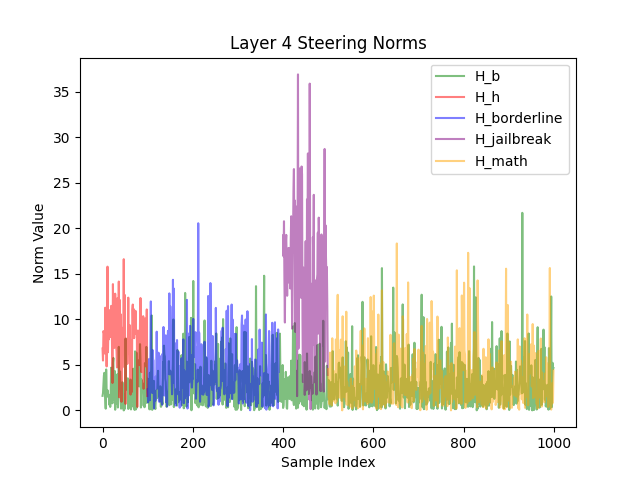 Layer 4 Steering Norms
H_b
H_h
H_borderline
H_jailbreak
H_math
Norm Value
35
30
25
20
15
10
5
0
0 200 400 600 800 1000
Sample Index